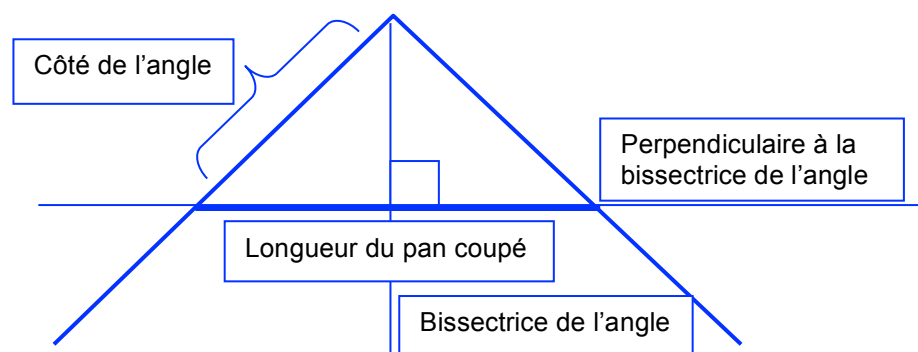 Côté de l’angle
Perpendiculaire à la
bissectrice de l’angle
Longueur du pan coupé
Bissectrice de l’angle